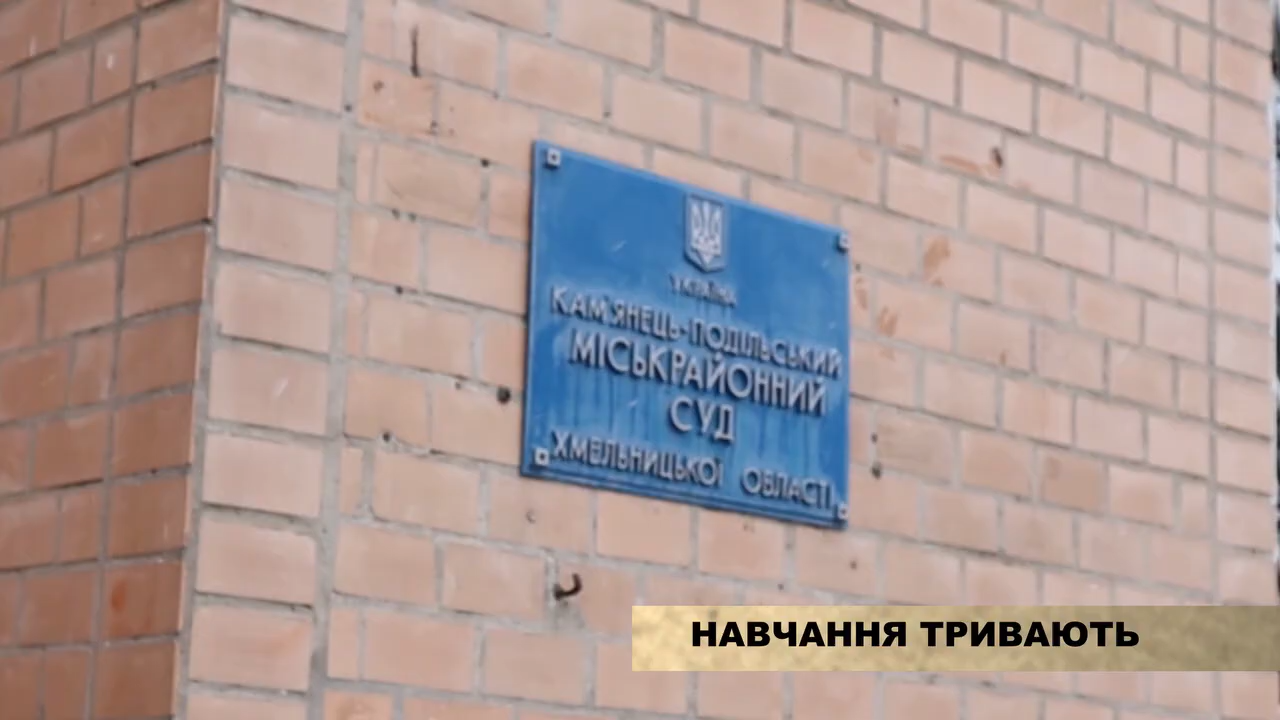 УКРАЇНА
КАМ'ЯНЕЦЬ-ПОДІЛЬСЬКИЙ
МІСЬКРАЙОННИЙ
СУД
ХМЕЛЬНИЦЬКОЇ ОБЛАСТІ
НАВЧАННЯ ТРИВАЮТЬ